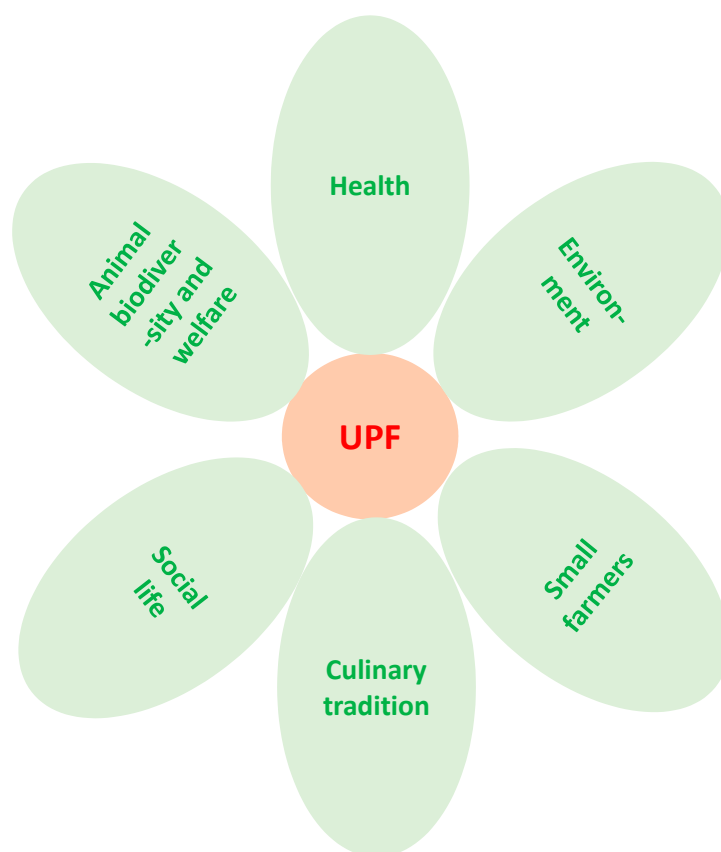 Health
Environ-
ment
Small
farmers
Culinary
tradition
Social
life
Animal
biodiver
-sity and
welfare
UPF